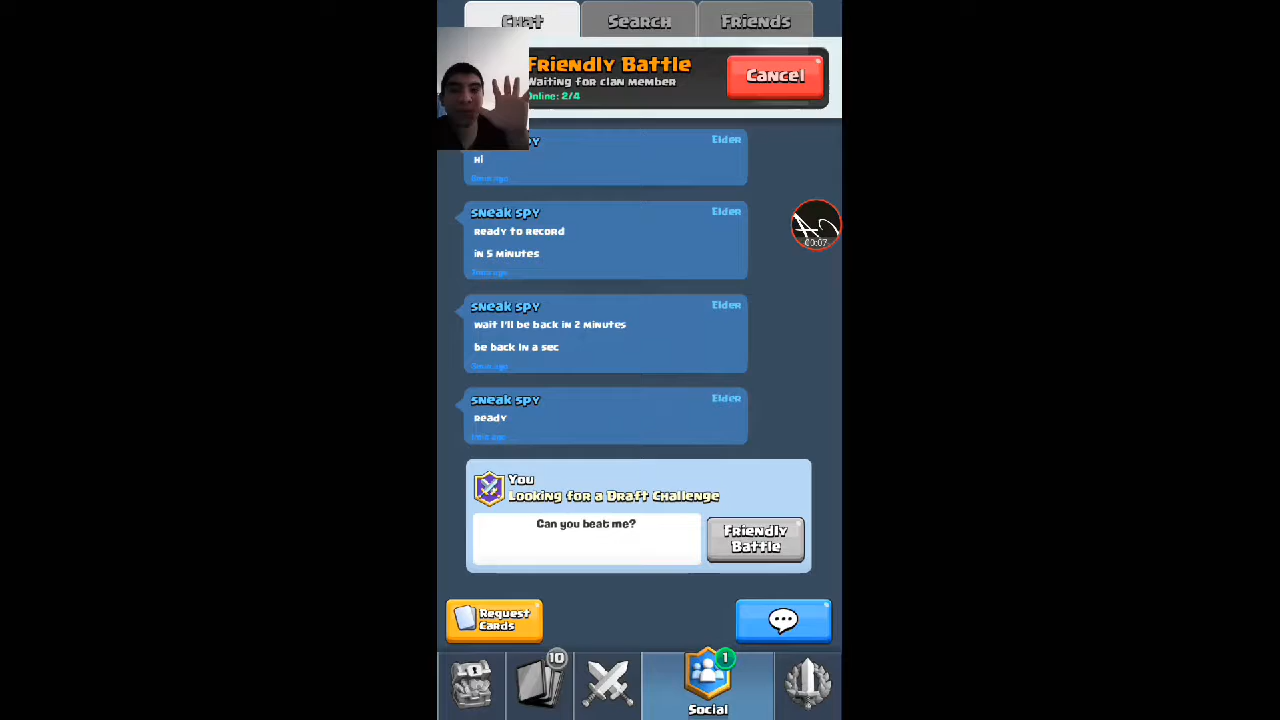 Chat
Search
Friends
Friendly Battle
Waiting for clan member
Online: 2/4
Cancel
spy
Elder
Hi
sneak spy
Elder
Ready to record
in 5 minutes
sneak spy
Elder
wait I'll be back in 2 minutes
be back in a sec
sneak spy
Elder
Ready
You
Looking for a Draft Challenge
Can you beat me?
Friendly
Battle
00:07
Request
Cards
10
1
Social